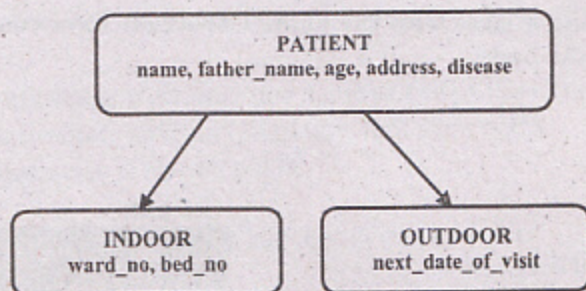 PATIENT
name, father_name, age, address, disease
INDOOR
ward_no, bed_no
OUTDOOR
next_date_of_visit